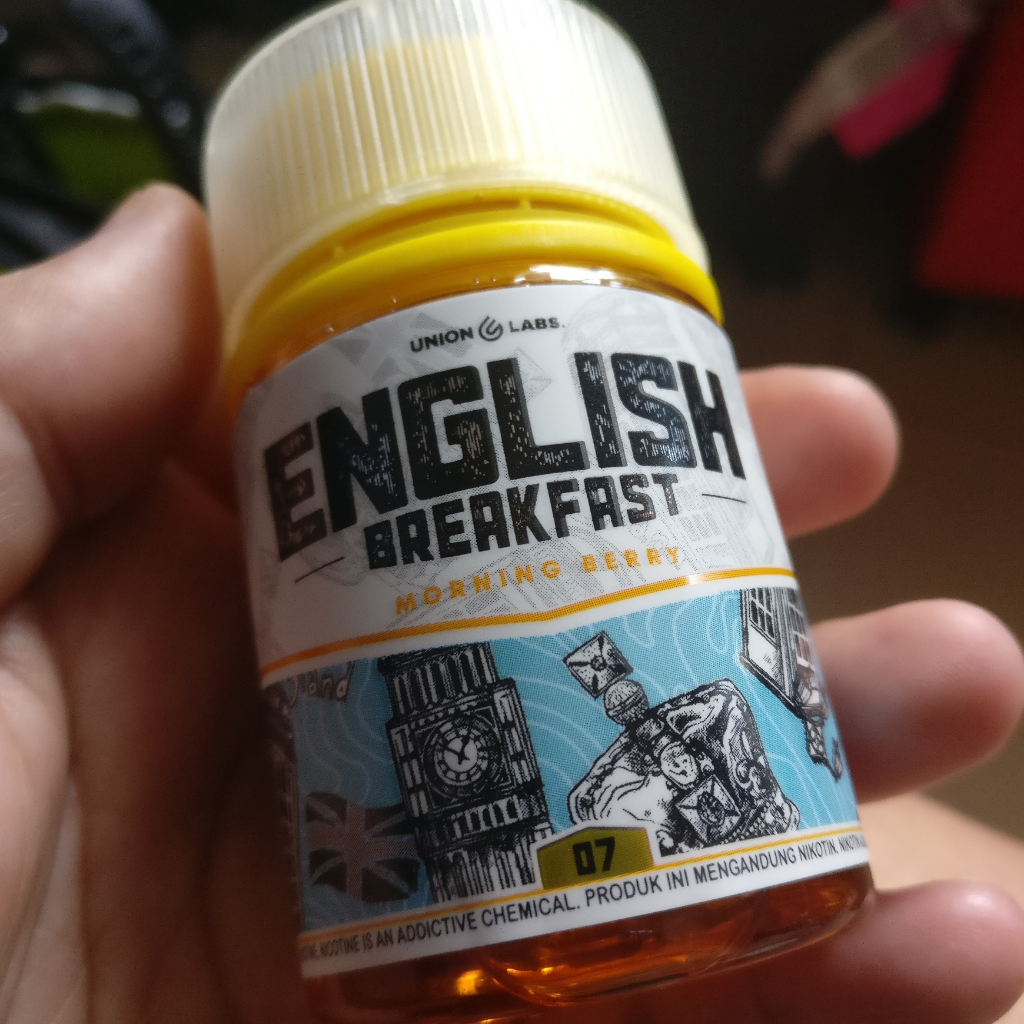 UNION LABS.
ENGLISH
BREAKFAST
MORNING BERRY
07
NICOTINE IS AN ADDICTIVE CHEMICAL. PRODUK INI MENGANDUNG NIKOTIN.